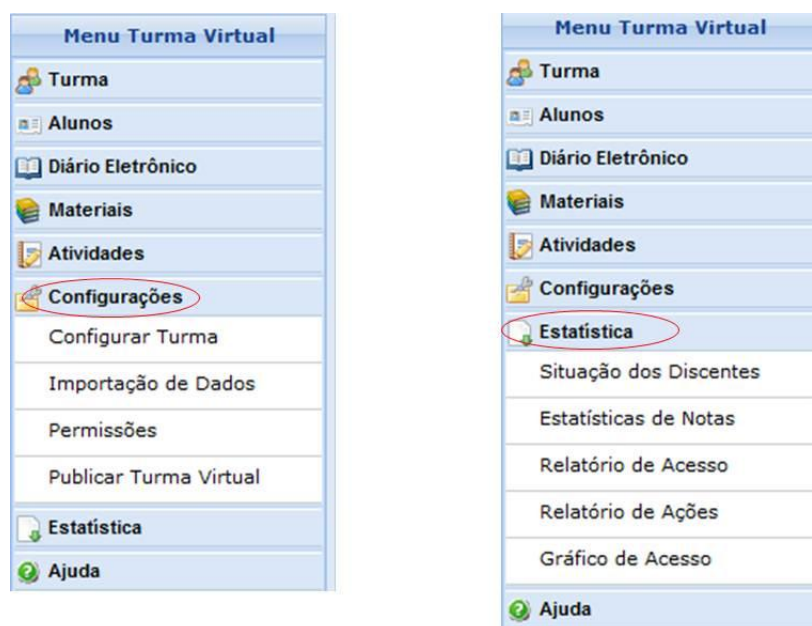 Menu Turma Virtual
Turma
Alunos
Diário Eletrônico
Materiais
Atividades
Configurações
Configurar Turma
Importação de Dados
Permissões
Publicar Turma Virtual
Estatística
Ajuda
Menu Turma Virtual
Turma
Alunos
Diário Eletrônico
Materiais
Atividades
Configurações
Estatística
Situação dos Discentes
Estatísticas de Notas
Relatório de Acesso
Relatório de Ações
Gráfico de Acesso
Ajuda